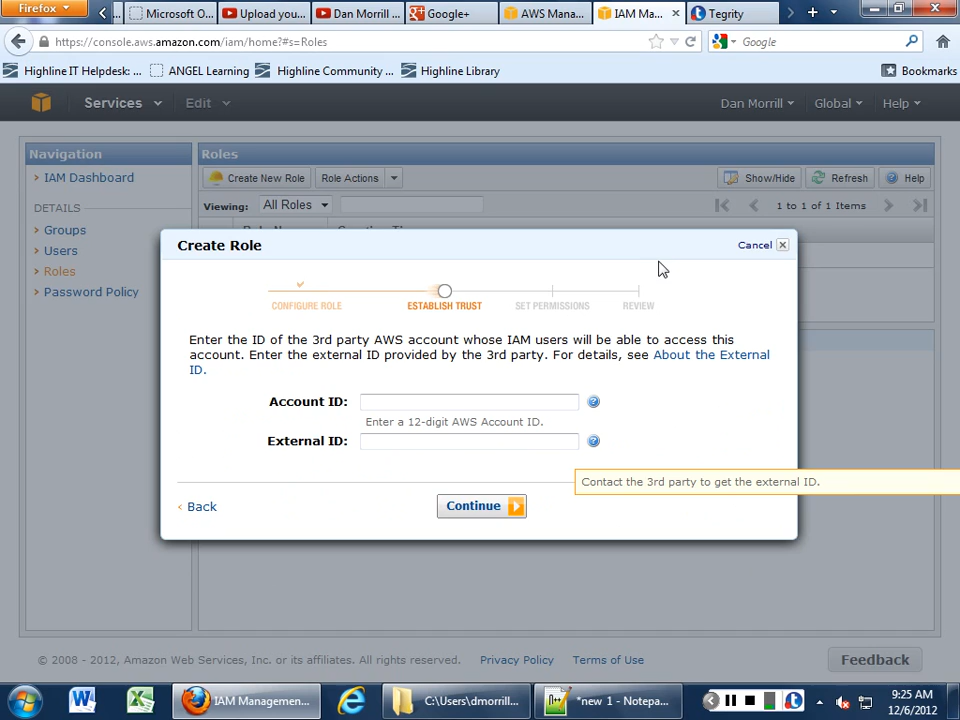 Firefox
Microsoft O...
Upload you...
Dan Morrill ...
Google+
AWS Mana...
IAM Ma...
Tegrity
https://console.aws.amazon.com/iam/home?#s=Roles
Google
Highline IT Helpdesk: ...
ANGEL Learning
Highline Community ...
Highline Library
Bookmarks
Services
Edit
Dan Morrill
Global
Help
Navigation
IAM Dashboard
DETAILS
Groups
Users
Roles
Password Policy
Roles
Create New Role
Role Actions
Show/Hide
Refresh
Help
Viewing:
All Roles
1 to 1 of 1 Items
Create Role
Cancel
CONFIGURE ROLE
ESTABLISH TRUST
SET PERMISSIONS
REVIEW
Enter the ID of the 3rd party AWS account whose IAM users will be able to access this
account. Enter the external ID provided by the 3rd party. For details, see About the External
ID.
Account ID:
Enter a 12-digit AWS Account ID.
External ID:
Contact the 3rd party to get the external ID.
Back
Continue
© 2008 - 2012, Amazon Web Services, Inc. or its affiliates. All rights reserved.
Privacy Policy
Terms of Use
Feedback
IAM Managemen...
C:\Users\dmorrill...
*new 1 - Notepa...
9:25 AM
12/6/2012